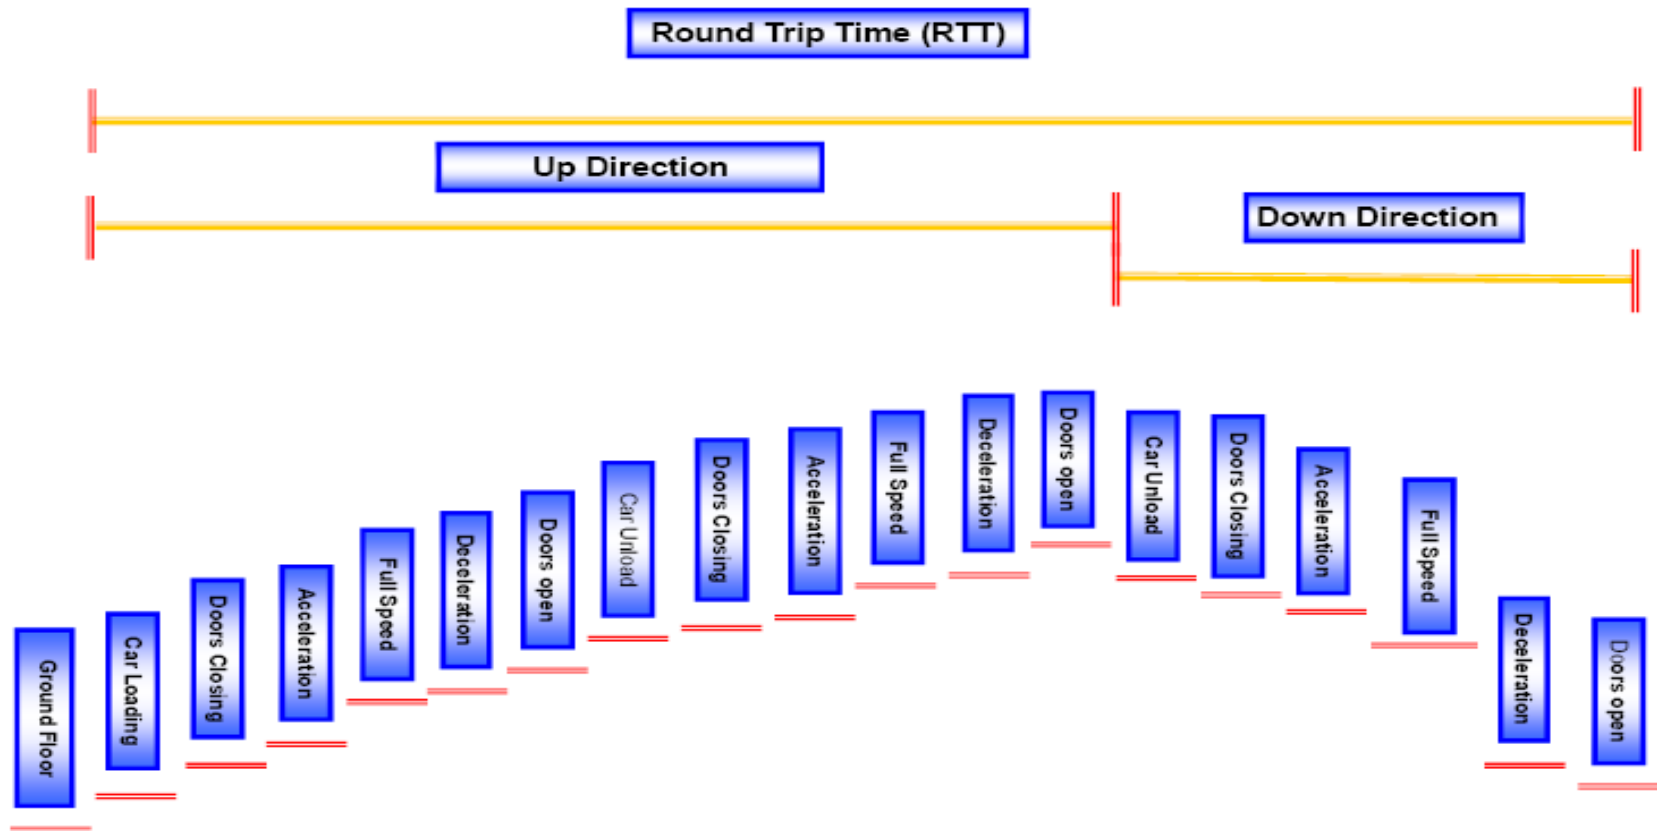 Round Trip Time (RTT)
Up Direction
Down Direction
Ground Floor
Car Loading
Doors Closing
Acceleration
Full Speed
Deceleration
Doors open
Car Unload
Doors Closing
Acceleration
Full Speed
Deceleration
Doors open
Car Unload
Doors Closing
Acceleration
Full Speed
Deceleration
Doors open